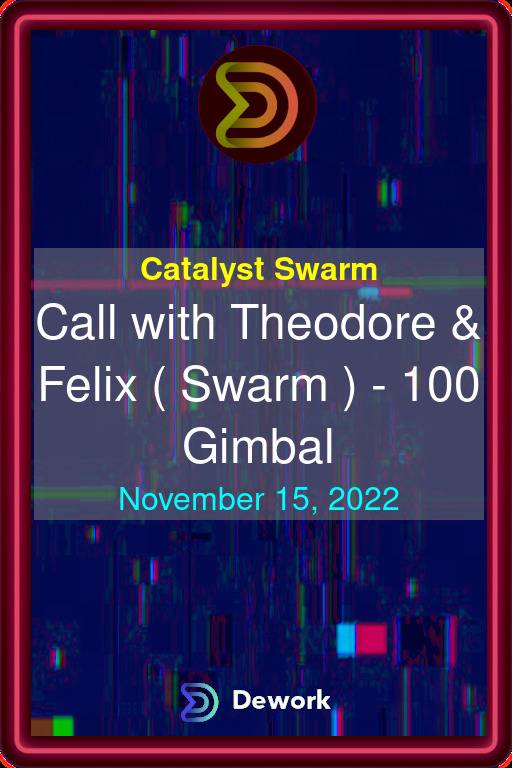 Catalyst Swarm
Call with Theodore &
Felix ( Swarm ) - 100
Gimbal
November 15, 2022
Dework